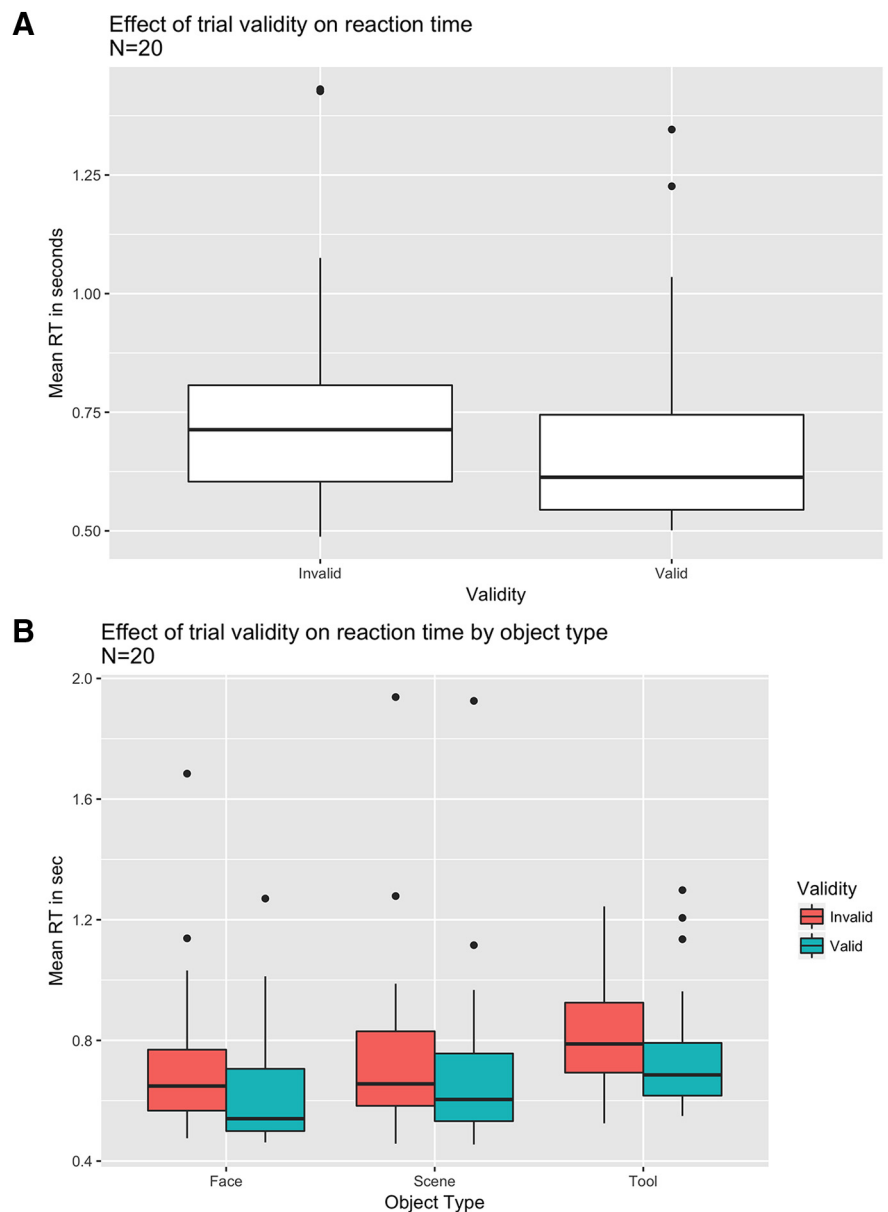 A
Effect of trial validity on reaction time
N=20
Mean RT in seconds
1.25
1.00
0.75
0.50
Invalid
Valid
Validity
B
Effect of trial validity on reaction time by object type
N=20
Mean RT in sec
2.0
1.6
1.2
0.8
0.4
Face
Scene
Tool
Object Type
Validity
Invalid
Valid